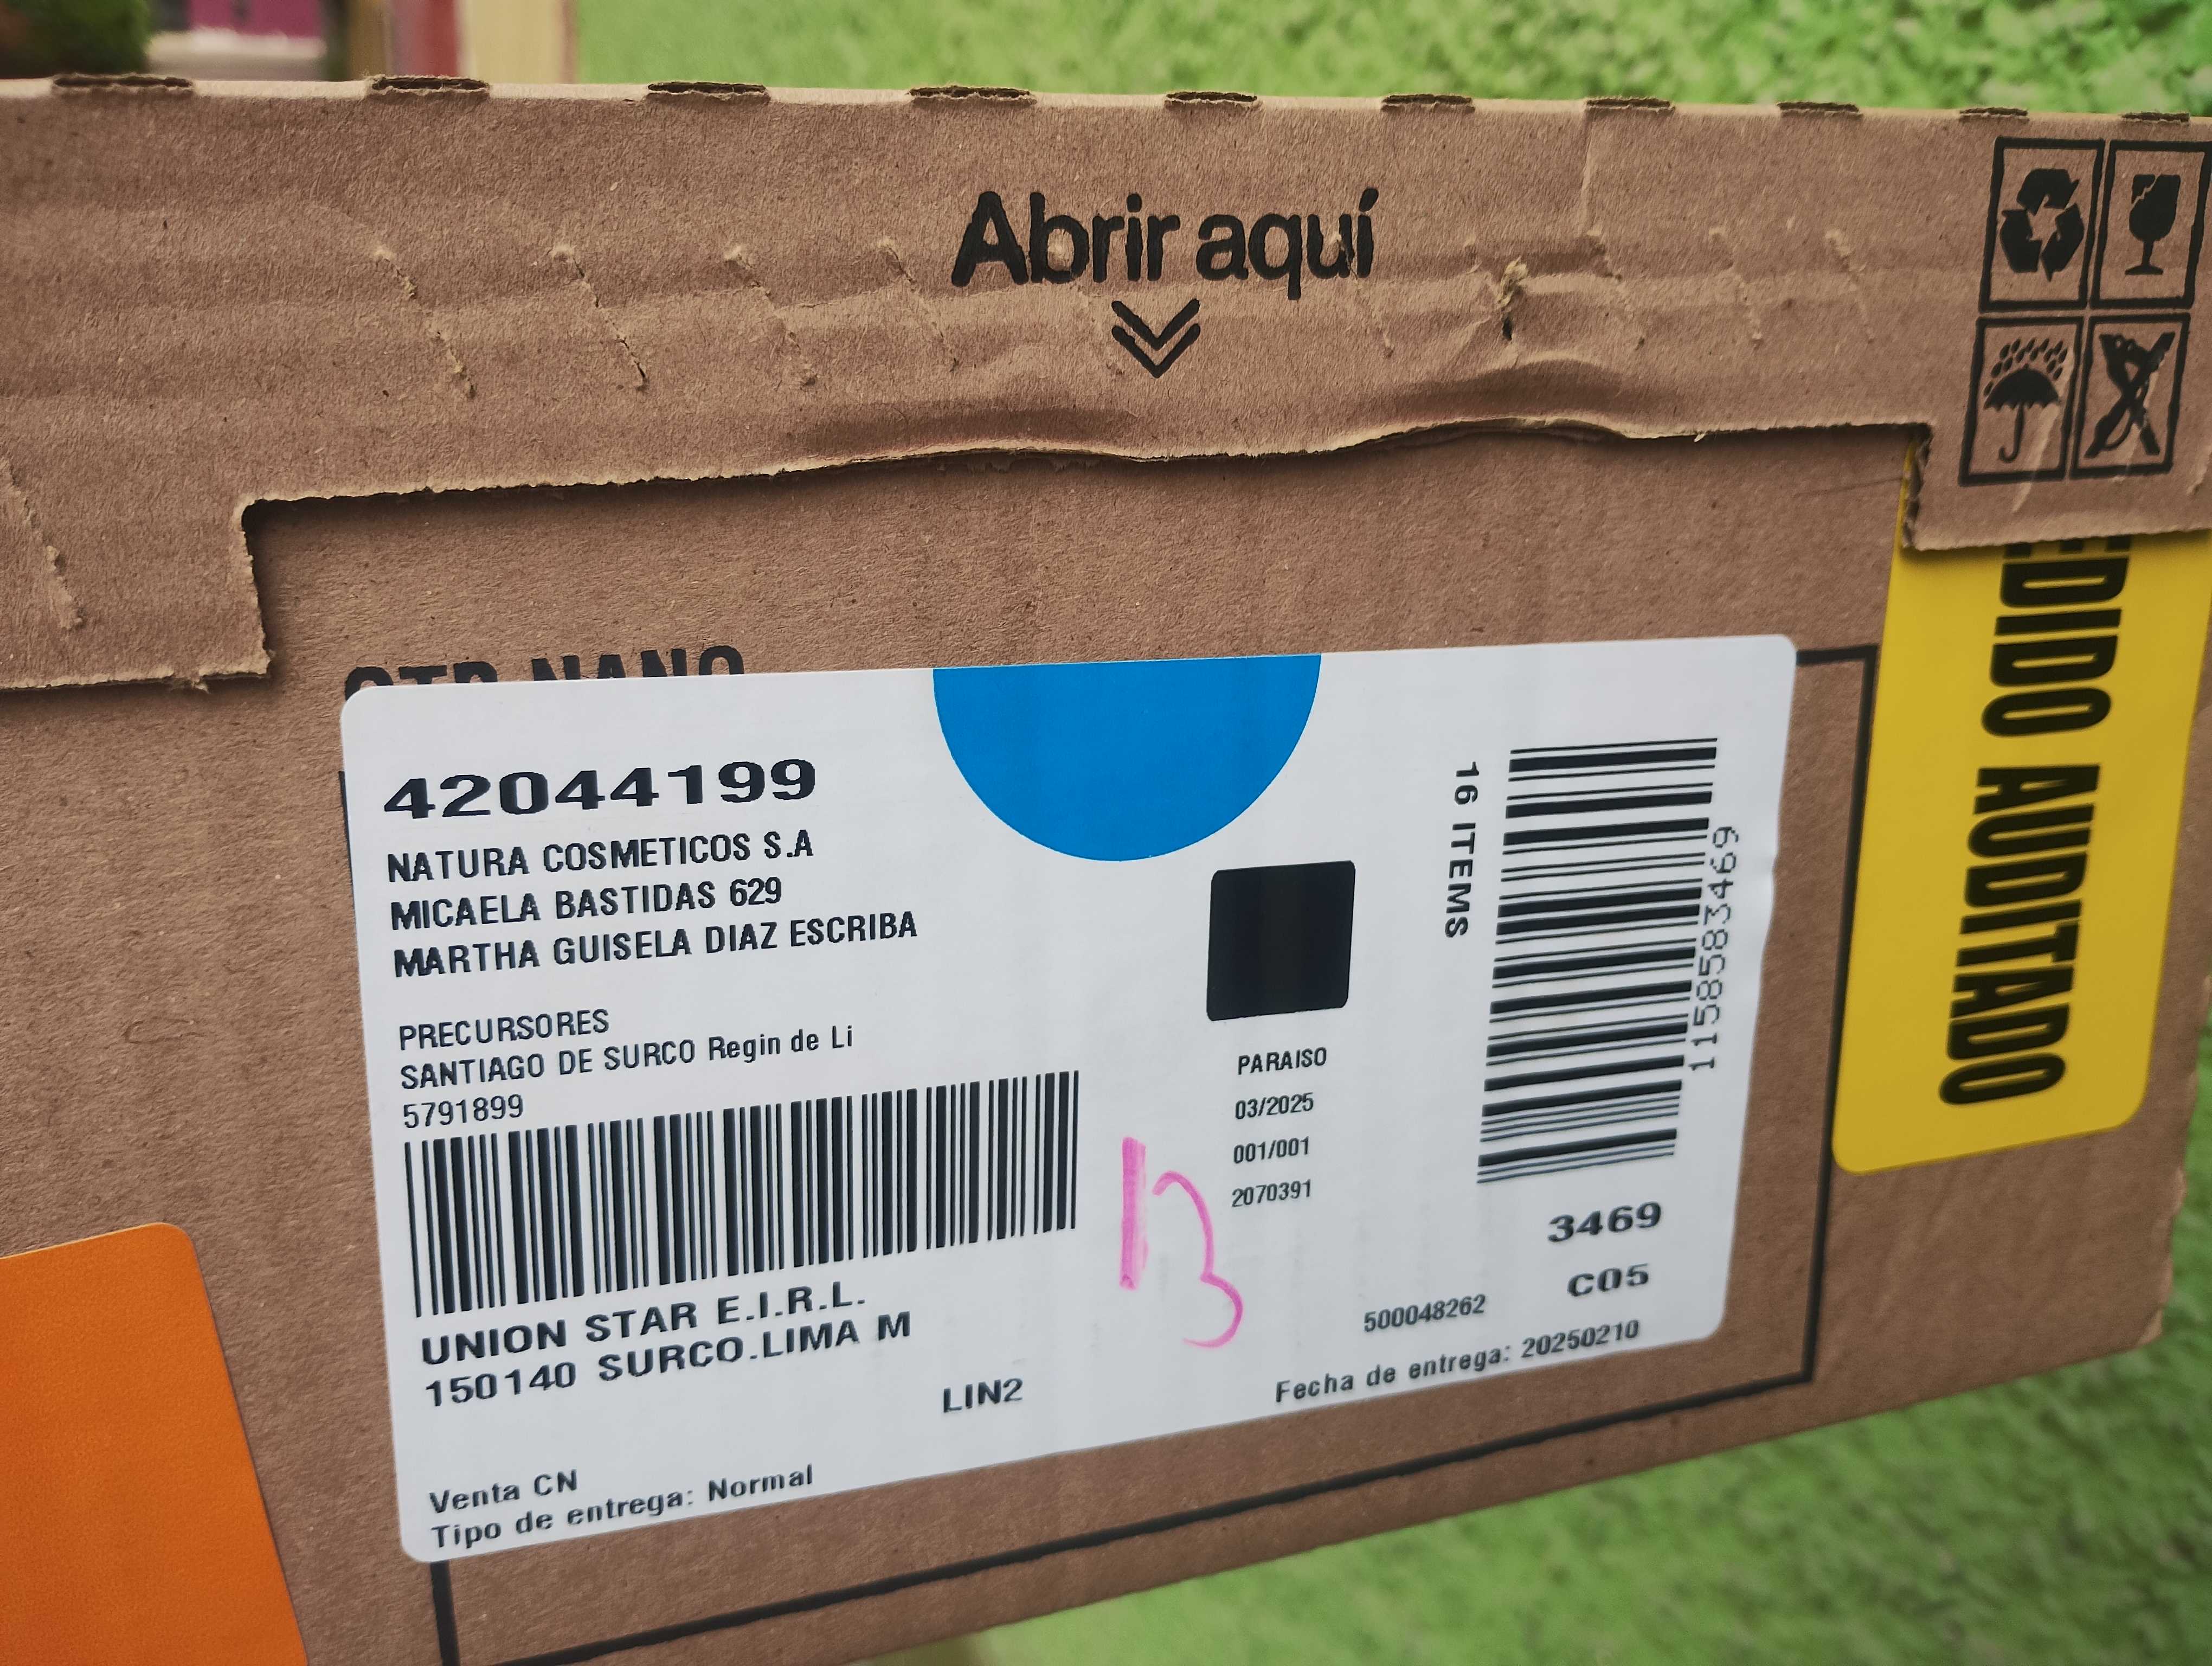 Abrir aquí
42044199
NATURA COSMETICOS S.A
MICAELA BASTIDAS 629
MARTHA GUISELA DIAZ ESCRIBA
PRECURSORES
SANTIAGO DE SURCO Regin de Li
5791899
UNION STAR E.I.R.L.
150140 SURCO.LIMA M
LIN2
Venta CN
Tipo de entrega: Normal
PARAISO
03/2025
001/001
2070391
13
16 ITEMS
1158583469
3469
C05
500048262
Fecha de entrega: 20250210
EDIDO AUDITADO